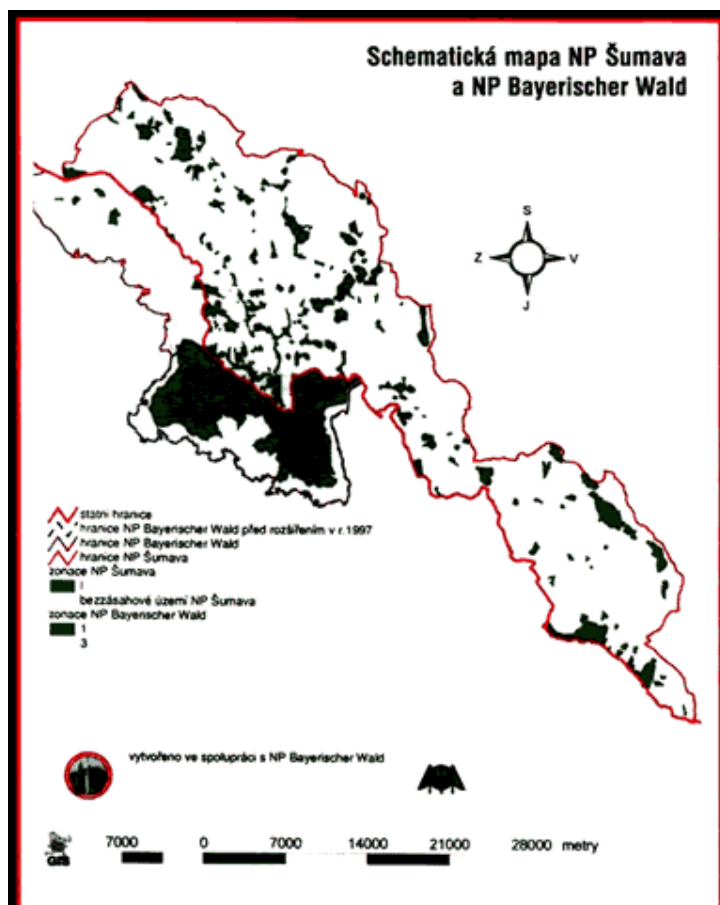 Schematická mapa NP Šumava
a NP Bayerischer Wald
S
Z V
J
státní hranice
hranice NP Bayerischer Wald před rozšířením v r.1997
hranice NP Bayerischer Wald
hranice NP Šumava
zonace NP Šumava
I
bezzásahové území NP Šumava
zonace NP Bayerischer Wald
1
3
vytvořeno ve spolupráci s NP Bayerischer Wald
GIS
7000 0 7000 14000 21000 28000 metry